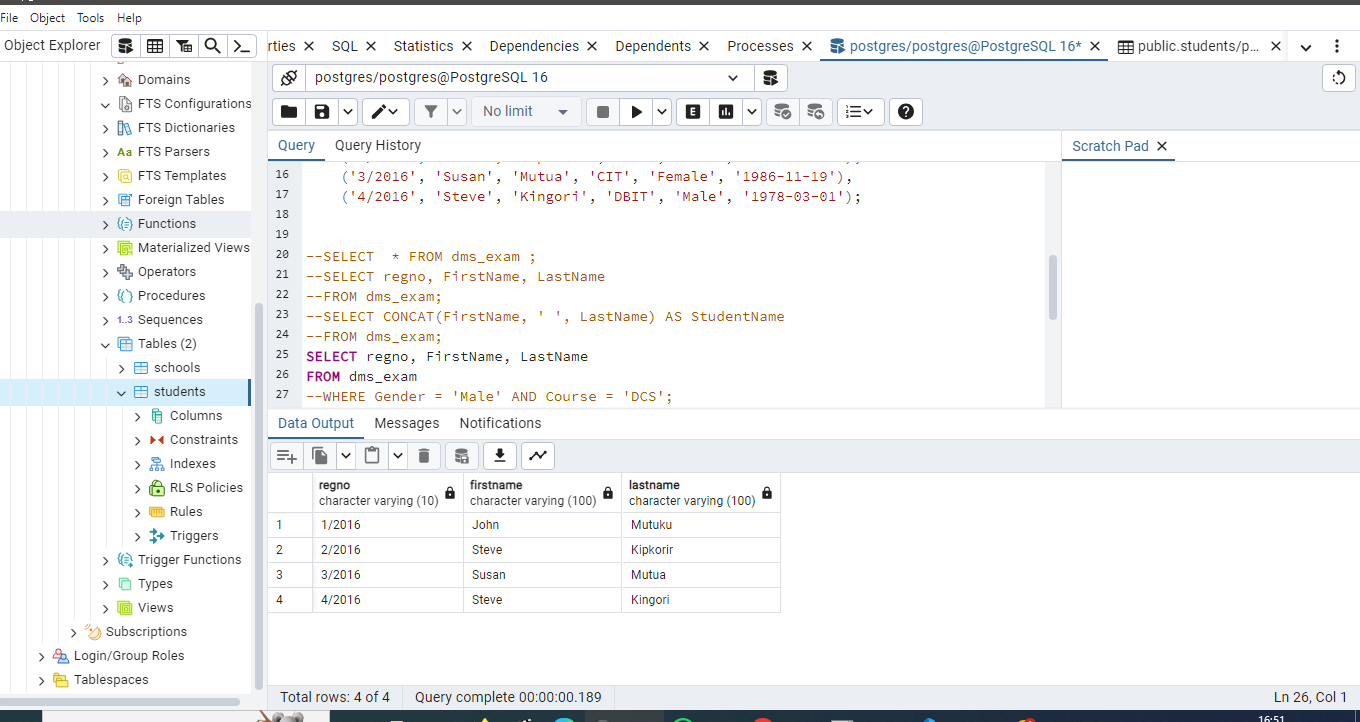 File Object Tools Help
Object Explorer
rties SQL Statistics Dependencies Dependents Processes postgres/postgres@PostgreSQL 16* public.students/p...
Domains
FTS Configurations
FTS Dictionaries
Aa FTS Parsers
FTS Templates
Foreign Tables
Functions
Materialized Views
Operators
Procedures
1..3 Sequences
Tables (2)
schools
students
Columns
Constraints
Indexes
RLS Policies
Rules
Triggers
Trigger Functions
Types
Views
Subscriptions
Login/Group Roles
Tablespaces
postgres/postgres@PostgreSQL 16
No limit
E
Query Query History
Scratch Pad
16 ('3/2016', 'Susan', 'Mutua', 'CIT', 'Female', '1986-11-19'),
17 ('4/2016', 'Steve', 'Kingori', 'DBIT', 'Male', '1978-03-01');
18
19
20 --SELECT  * FROM dms_exam ;
21 --SELECT regno, FirstName, LastName
22 --FROM dms_exam;
23 --SELECT CONCAT(FirstName, ' ', LastName) AS StudentName
24 --FROM dms_exam;
25 SELECT regno, FirstName, LastName
26 FROM dms_exam
27 --WHERE Gender = 'Male' AND Course = 'DCS';
Data Output Messages Notifications
regno firstname lastname
character varying (10) character varying (100) character varying (100)
1 1/2016 John Mutuku
2 2/2016 Steve Kipkorir
3 3/2016 Susan Mutua
4 4/2016 Steve Kingori
Total rows: 4 of 4 Query complete 00:00:00.189 Ln 26, Col 1
16:51